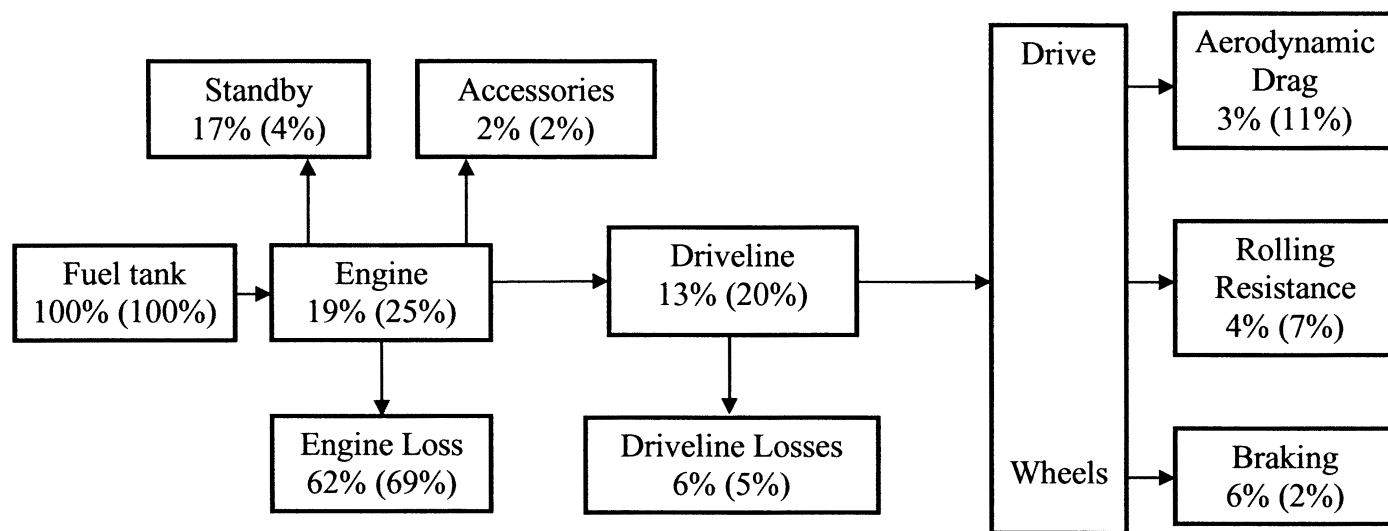 Standby
17% (4%)
Accessories
2% (2%)
Drive
Aerodynamic
Drag
3% (11%)
Fuel tank
100% (100%)
Engine
19% (25%)
Driveline
13% (20%)
Rolling
Resistance
4% (7%)
Engine Loss
62% (69%)
Driveline Losses
6% (5%)
Wheels
Braking
6% (2%)